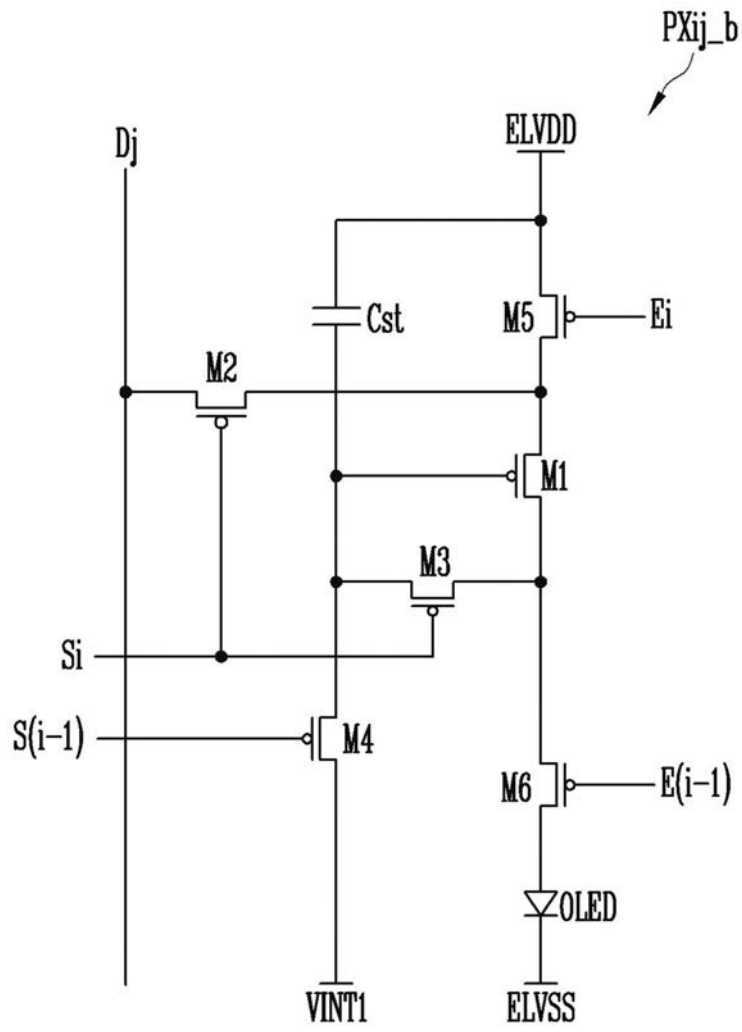 PXij_b
Dj
ELVDD
Cst
M5
Ei
M2
M1
M3
Si
S(i-1)
M4
M6
E(i-1)
OLED
VINT1
ELVSS